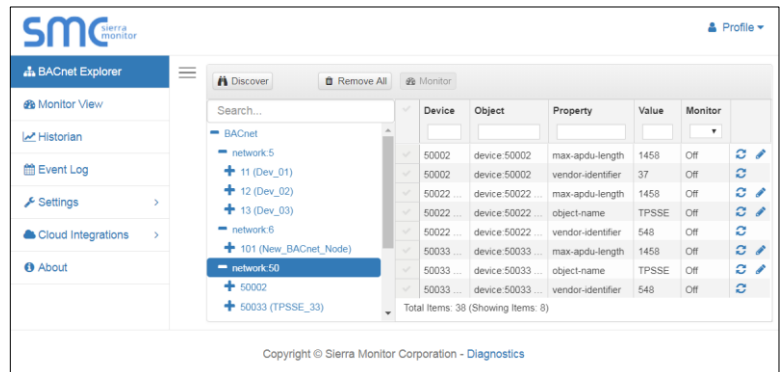 SMC sierra monitor
Profile
BACnet Explorer
Monitor View
Historian
Event Log
Settings
Cloud Integrations
About
Discover Remove All Monitor
Search...
BACnet
network:5
11 (Dev_01)
12 (Dev_02)
13 (Dev_03)
network:6
101 (New_BACnet_Node)
network:50
50002
50033 (TPSSE_33)
Device Object Property Value Monitor
50002 device:50002 max-apdu-length 1458 Off
50002 device:50002 vendor-identifier 37 Off
50022 ... device:50022 ... max-apdu-length 1458 Off
50022 ... device:50022 ... object-name TPSSE Off
50022 ... device:50022 ... vendor-identifier 548 Off
50033 ... device:50033 ... max-apdu-length 1458 Off
50033 ... device:50033 ... object-name TPSSE Off
50033 ... device:50033 ... vendor-identifier 548 Off
Total Items: 38 (Showing Items: 8)
Copyright © Sierra Monitor Corporation - Diagnostics